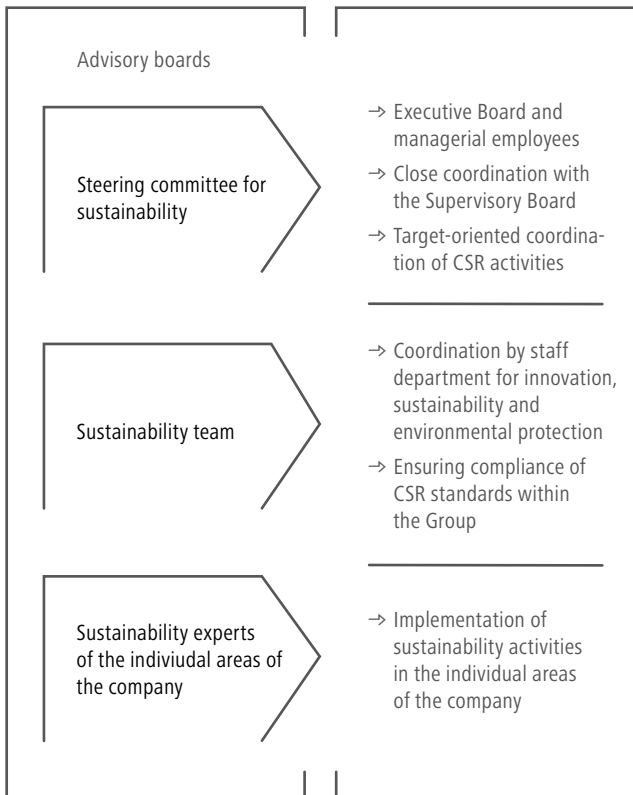 Advisory boards
Steering committee for
sustainability
→ Executive Board and
managerial employees
→ Close coordination with
the Supervisory Board
→ Target-oriented coordina-
tion of CSR activities
Sustainability team
→ Coordination by staff
department for innovation,
sustainability and
environmental protection
→ Ensuring compliance of
CSR standards within
the Group
Sustainability experts
of the indiviudal areas of
the company
→ Implementation of
sustainability activities
in the individual areas
of the company